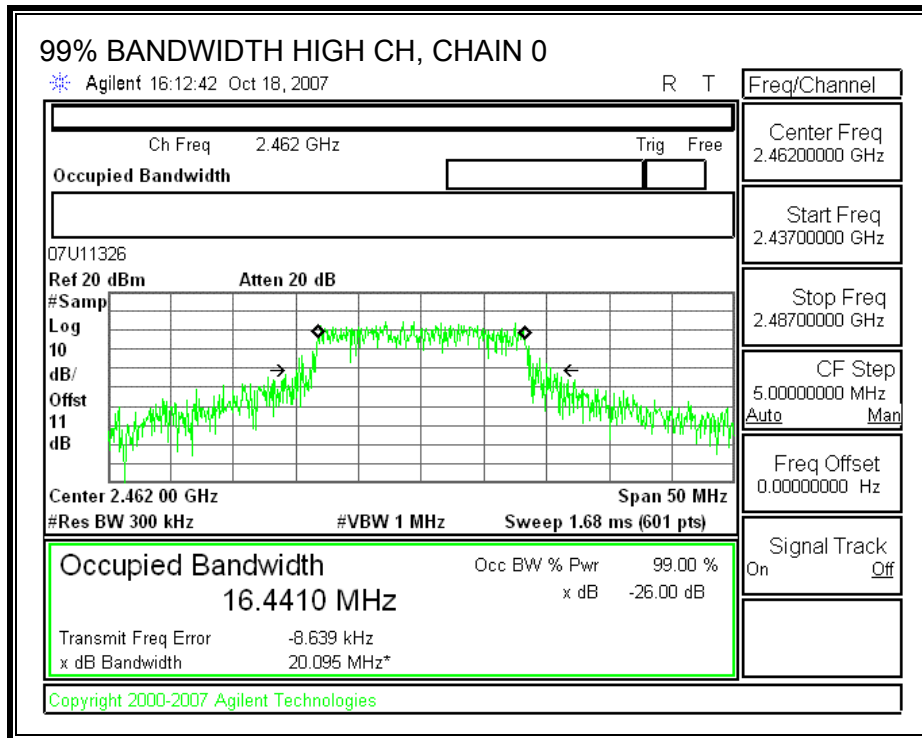 99% BANDWIDTH HIGH CH, CHAIN 0
Agilent 16:12:42 Oct 18, 2007 R T
Ch Freq 2.462 GHz Trig Free
Occupied Bandwidth
07U11326
Ref 20 dBm Atten 20 dB
#Samp
Log
10
dB/
Offst
11
dB
Center 2.462 00 GHz Span 50 MHz
#Res BW 300 kHz #VBW 1 MHz Sweep 1.68 ms (601 pts)
Occupied Bandwidth Occ BW % Pwr 99.00 %
16.4410 MHz x dB -26.00 dB
Transmit Freq Error -8.639 kHz
x dB Bandwidth 20.095 MHz*
Copyright 2000-2007 Agilent Technologies
Freq/Channel
Center Freq
2.46200000 GHz
Start Freq
2.43700000 GHz
Stop Freq
2.48700000 GHz
CF Step
5.00000000 MHz
Auto Man
Freq Offset
0.00000000 Hz
Signal Track
On Off